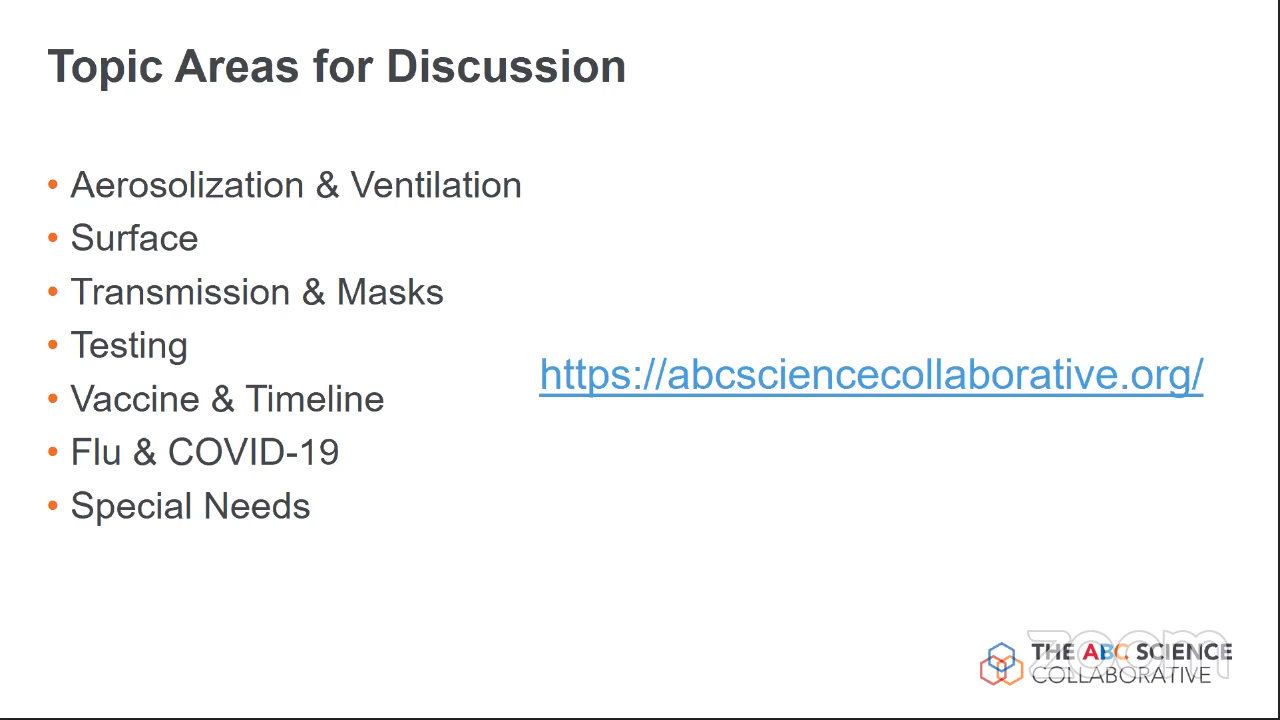 Topic Areas for Discussion
• Aerosolization & Ventilation
• Surface
• Transmission & Masks
• Testing
• Vaccine & Timeline
• Flu & COVID-19
• Special Needs
https://abcsciencecollaborative.org/
zoom
THE ABC SCIENCE
COLLABORATIVE